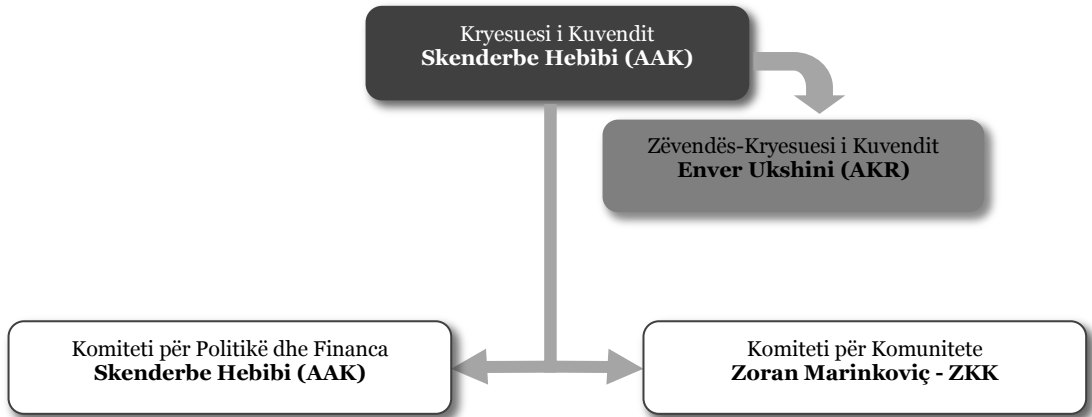 Kryesuesi i Kuvendit
Skenderbe Hebibi (AAK)
Zëvendës-Kryesuesi i Kuvendit
Enver Ukshini (AKR)
Komiteti për Politikë dhe Financa
Skenderbe Hebibi (AAK)
Komiteti për Komunitete
Zoran Marinkoviç - ZKK